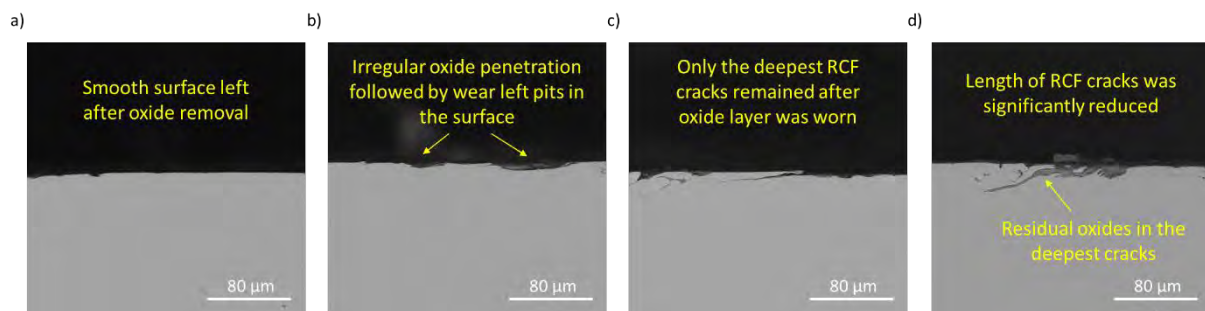 a)
b)
c)
d)
Smooth surface left
after oxide removal
Irregular oxide penetration
followed by wear left pits in
the surface
Only the deepest RCF
cracks remained after
oxide layer was worn
Length of RCF cracks was
significantly reduced
Residual oxides in the
deepest cracks
80 µm
80 µm
80 µm
80 µm